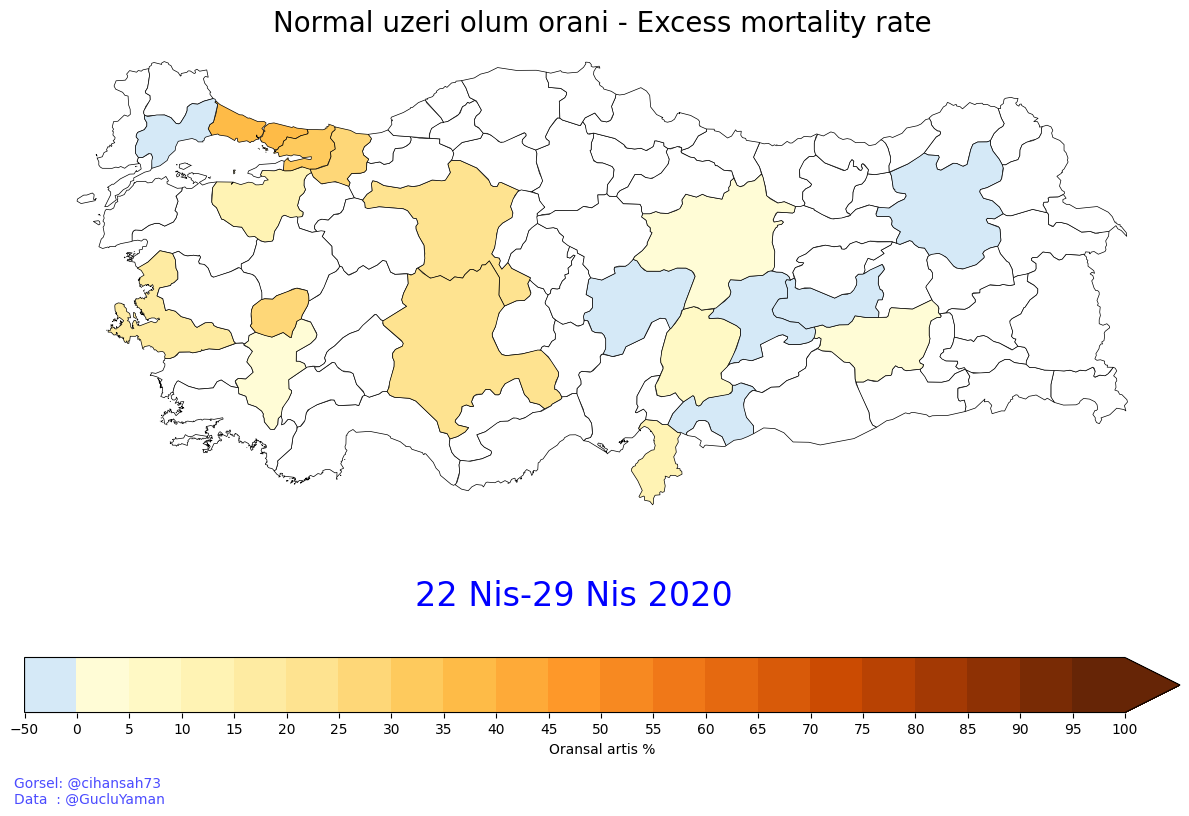 Normal uzeri olum orani - Excess mortality rate
22 Nis-29 Nis 2020
−50 0 5 10 15 20 25 30 35 40 45 50 55 60 65 70 75 80 85 90 95 100
Oransal artis %
Gorsel: @cihansah73
Data  : @GucluYaman